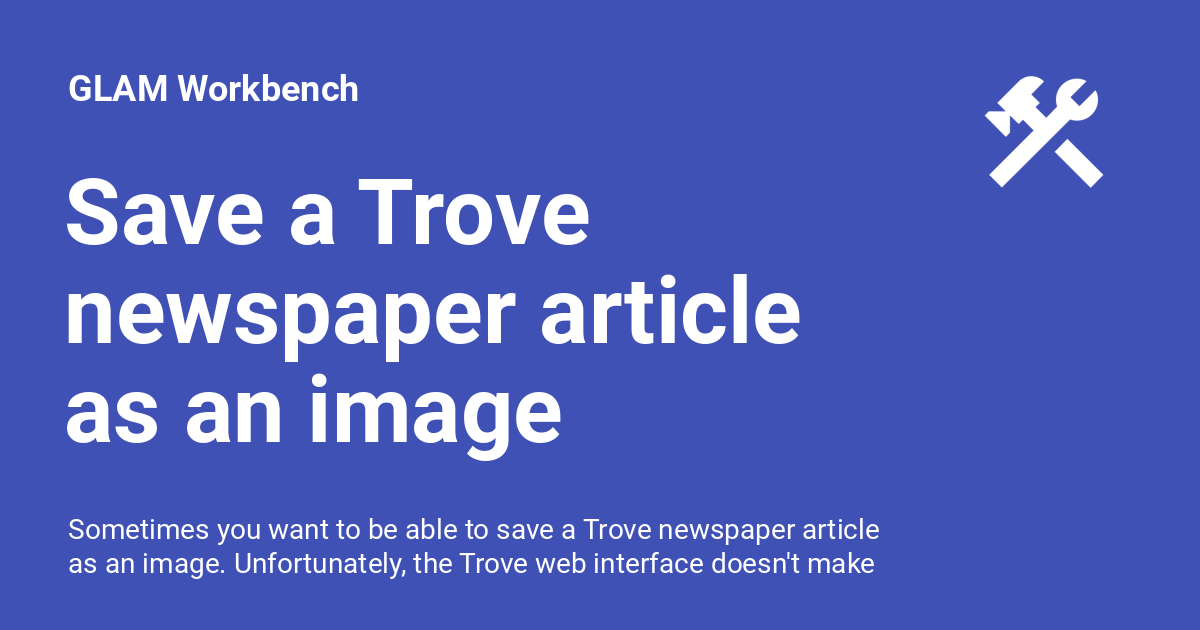 GLAM Workbench
Save a Trove
newspaper article
as an image
Sometimes you want to be able to save a Trove newspaper article
as an image. Unfortunately, the Trove web interface doesn't make